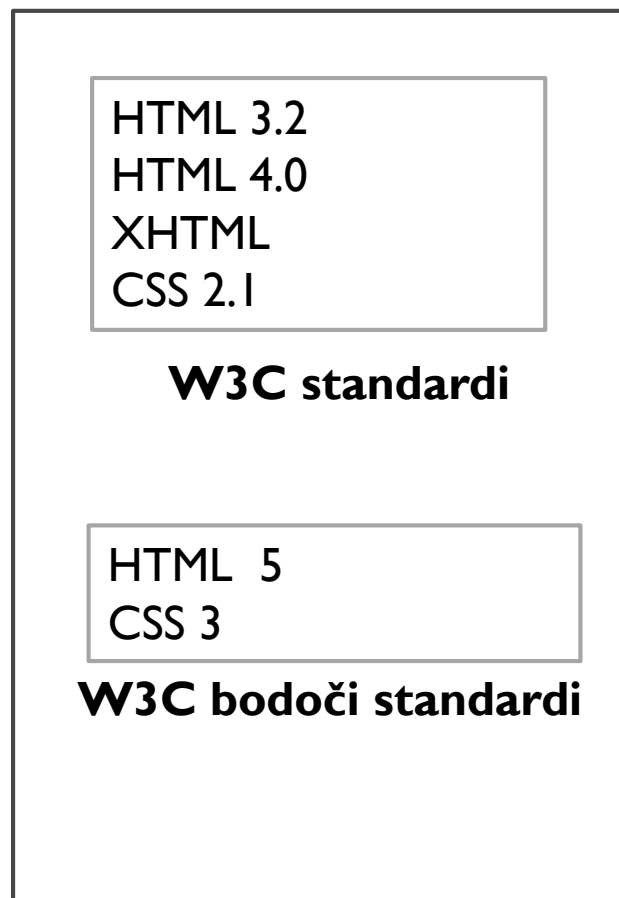 HTML 3.2
HTML 4.0
XHTML
CSS 2.1
W3C standardi
HTML  5
CSS 3
W3C bodoči standardi